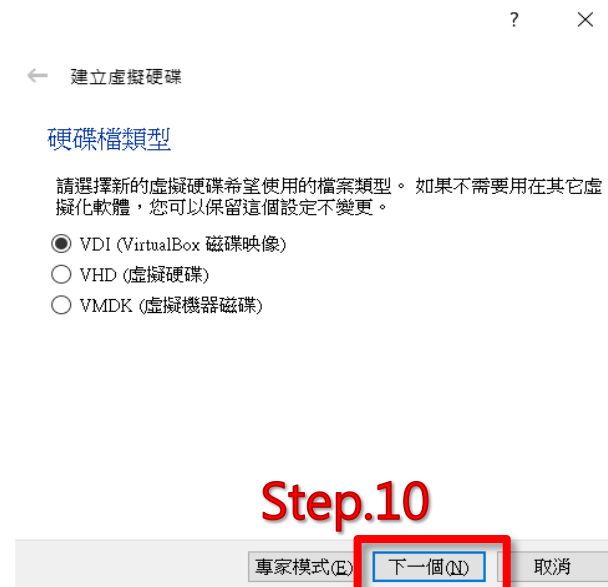 ? ×
← 建立虛擬硬碟
硬碟檔類型
請選擇新的虛擬硬碟希望使用的檔案類型。 如果不需要用在其它虛
擬化軟體，您可以保留這個設定不變更。
VDI (VirtualBox 磁碟映像)
VHD (虛擬硬碟)
VMDK (虛擬機器磁碟)
Step.10
專家模式(E) 下一個(N) 取消